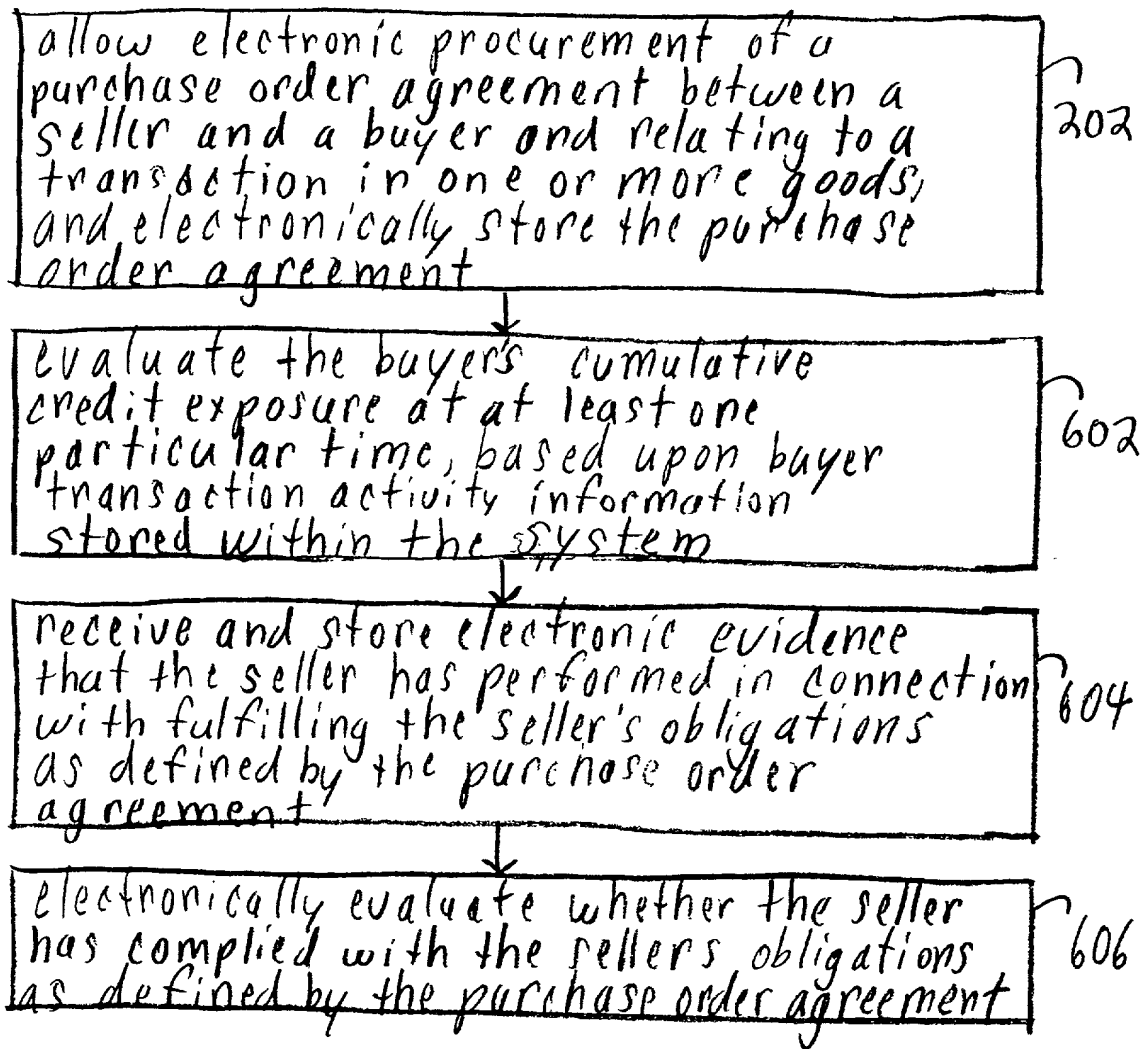 allow electronic procurement of a
purchase order agreement between a
seller and a buyer and relating to a
transaction in one or more goods,
and electronically store the purchase
order agreement
202
evaluate the buyer's cumulative
credit exposure at at least one
particular time, based upon buyer
transaction activity information
stored within the system
602
receive and store electronic evidence
that the seller has performed in connection
with fulfilling the seller's obligations
as defined by the purchase order
agreement
604
electronically evaluate whether the seller
has complied with the sellers obligations
as defined by the purchase order agreement
606